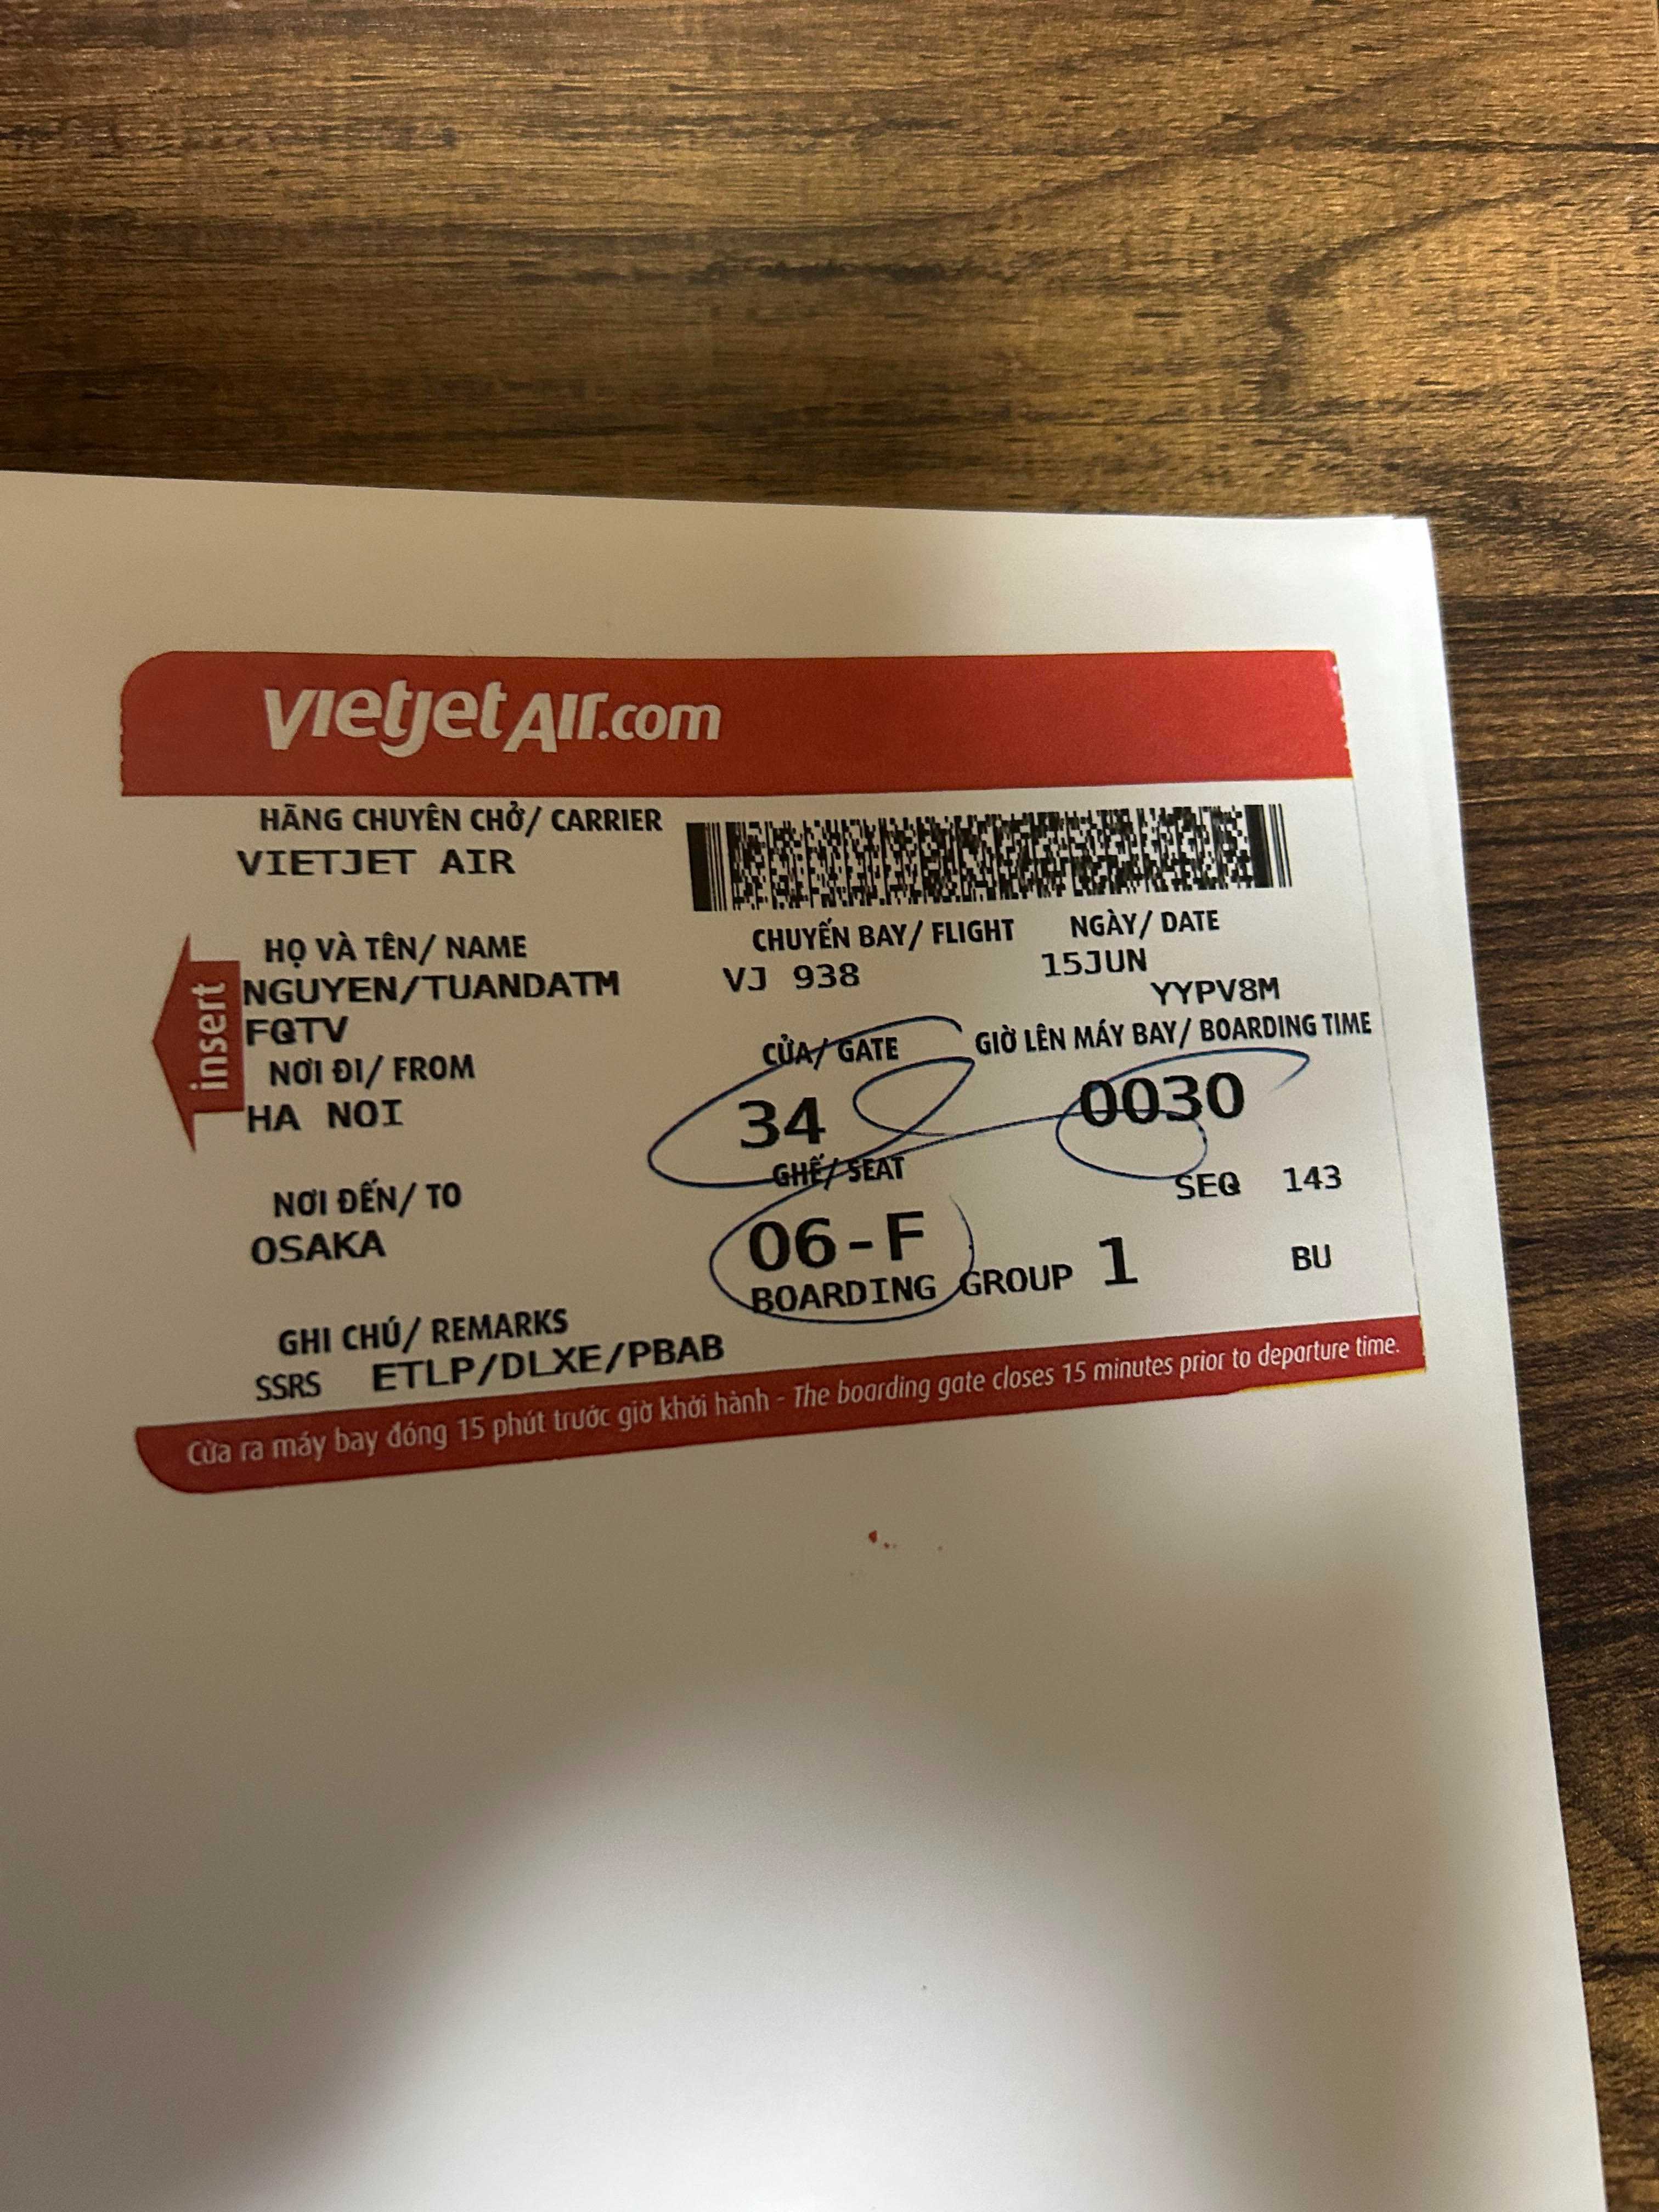 vietjetAir.com
HÃNG CHUYÊN CHỞ/ CARRIER
VIETJET AIR
HỌ VÀ TÊN/ NAME
NGUYEN/TUANDATM
FQTV
CHUYẾN BAY/ FLIGHT
VJ 938
NGÀY/ DATE
15JUN
YYPV8M
insert
NƠI ĐI/ FROM
HA NOI
CỬA/ GATE
34
GIỜ LÊN MÁY BAY/ BOARDING TIME
0030
NƠI ĐẾN/ TO
OSAKA
GHẾ/ SEAT
06-F
SEQ 143
BOARDING GROUP 1
BU
GHI CHÚ/ REMARKS
SSRS ETLP/DLXE/PBAB
Cửa ra máy bay đóng 15 phút trước giờ khởi hành - The boarding gate closes 15 minutes prior to departure time.